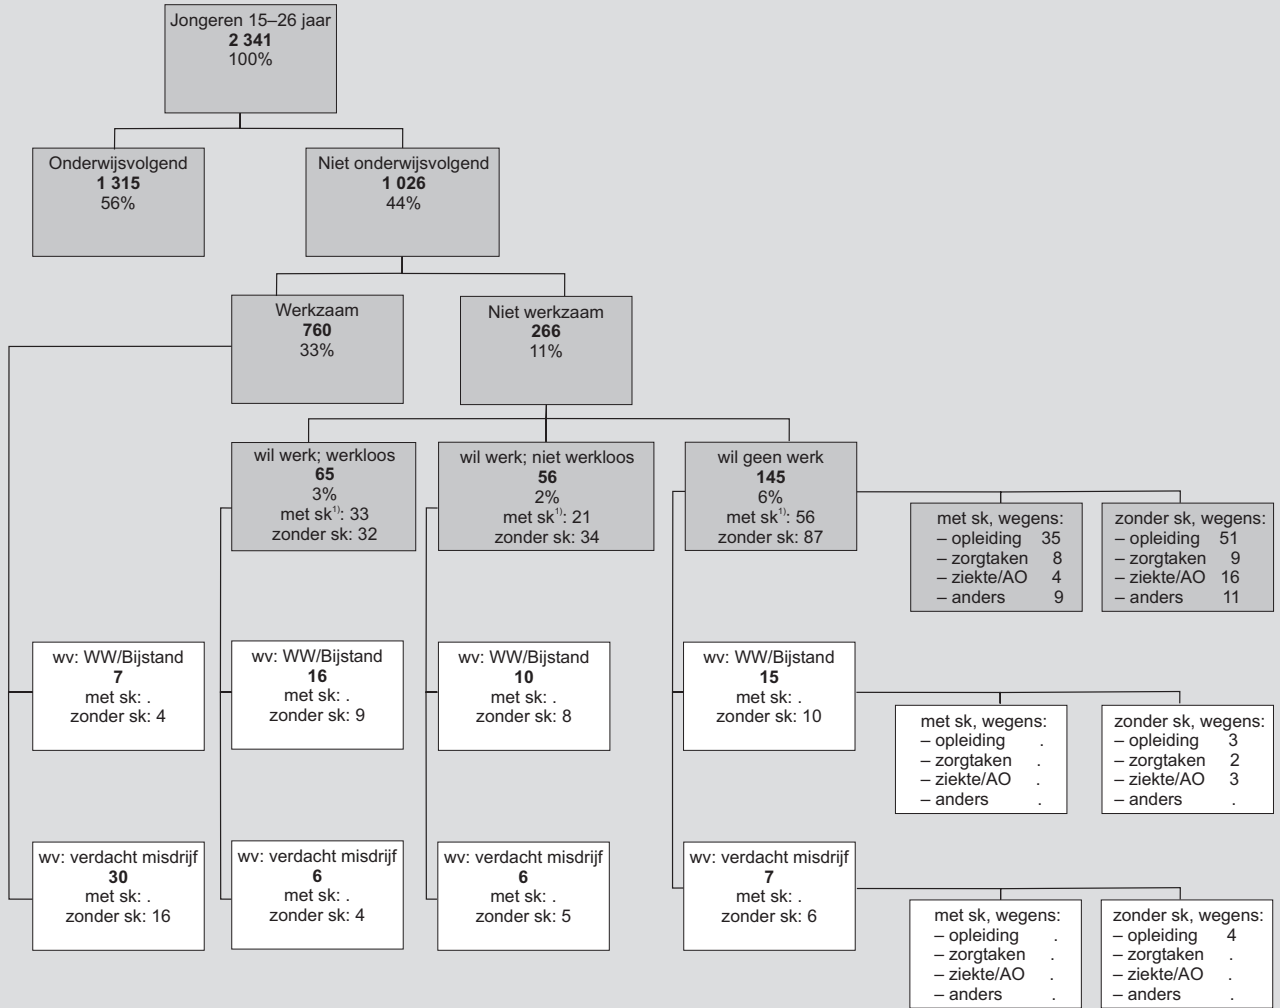 Jongeren 15–26 jaar
2 341
100%
Onderwijsvolgend
1 315
56%
Niet onderwijsvolgend
1 026
44%
Werkzaam
760
33%
Niet werkzaam
266
11%
wil werk; werkloos
65
3%
met sk¹⁾: 33
zonder sk: 32
wil werk; niet werkloos
56
2%
met sk¹⁾: 21
zonder sk: 34
wil geen werk
145
6%
met sk¹⁾: 56
zonder sk: 87
met sk, wegens:
– opleiding 35
– zorgtaken 8
– ziekte/AO 4
– anders 9
zonder sk, wegens:
– opleiding 51
– zorgtaken 9
– ziekte/AO 16
– anders 11
wv: WW/Bijstand
7
met sk: .
zonder sk: 4
wv: WW/Bijstand
16
met sk: .
zonder sk: 9
wv: WW/Bijstand
10
met sk: .
zonder sk: 8
wv: WW/Bijstand
15
met sk: .
zonder sk: 10
met sk, wegens:
– opleiding .
– zorgtaken .
– ziekte/AO .
– anders .
zonder sk, wegens:
– opleiding 3
– zorgtaken 2
– ziekte/AO 3
– anders .
wv: verdacht misdrijf
30
met sk: .
zonder sk: 16
wv: verdacht misdrijf
6
met sk: .
zonder sk: 4
wv: verdacht misdrijf
6
met sk: .
zonder sk: 5
wv: verdacht misdrijf
7
met sk: .
zonder sk: 6
met sk, wegens:
– opleiding .
– zorgtaken .
– ziekte/AO .
– anders .
zonder sk, wegens:
– opleiding 4
– zorgtaken .
– ziekte/AO .
– anders .